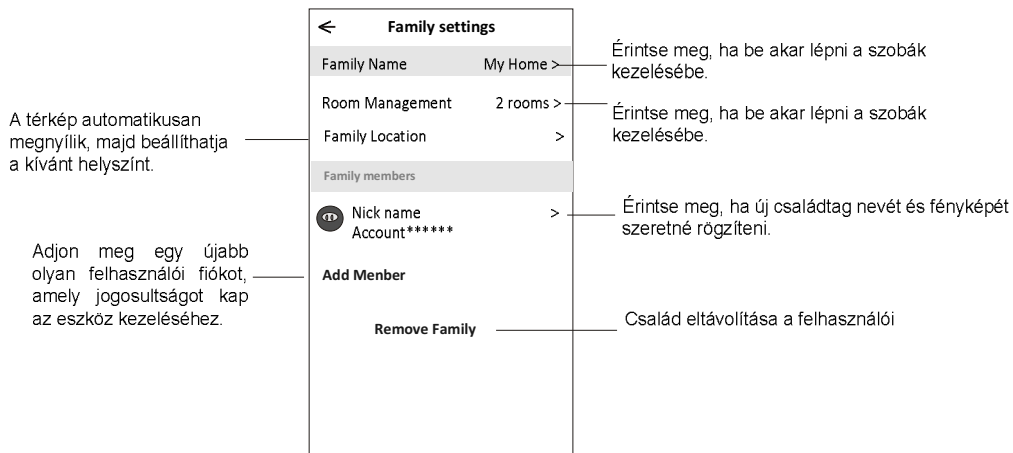 ← Family settings
Family Name My Home >
Room Management 2 rooms >
Family Location >
Family members
Nick name >
Account******
Add Menber
Remove Family
A térkép automatikusan
megnyílik, majd beállíthatja
a kívánt helyszínt.
Adjon meg egy újabb
olyan felhasználói fiókot,
amely jogosultságot kap
az eszköz kezeléséhez.
Érintse meg, ha be akar lépni a szobák
kezelésébe.
Érintse meg, ha be akar lépni a szobák
kezelésébe.
Érintse meg, ha új családtag nevét és fényképét
szeretné rögzíteni.
Család eltávolítása a felhasználói